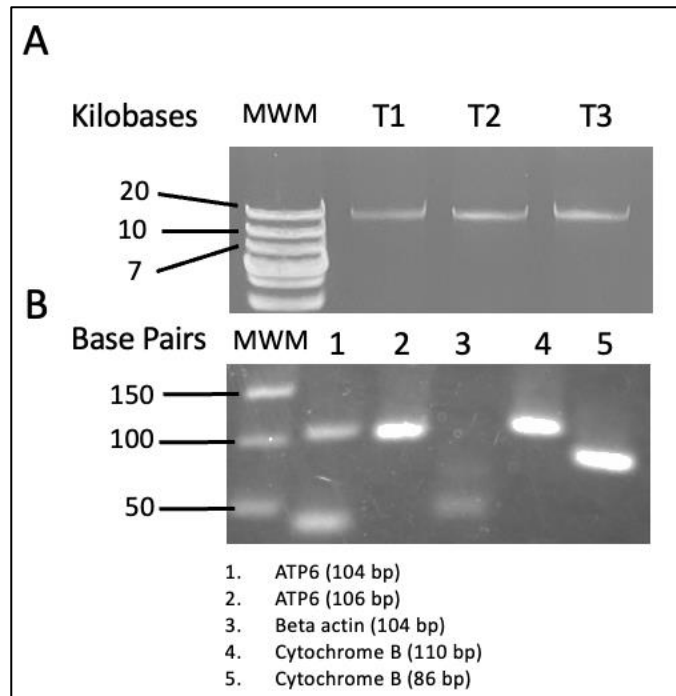 A
Kilobases MWM T1 T2 T3
20
10
7
B
Base Pairs MWM 1 2 3 4 5
150
100
50
1. ATP6 (104 bp)
2. ATP6 (106 bp)
3. Beta actin (104 bp)
4. Cytochrome B (110 bp)
5. Cytochrome B (86 bp)